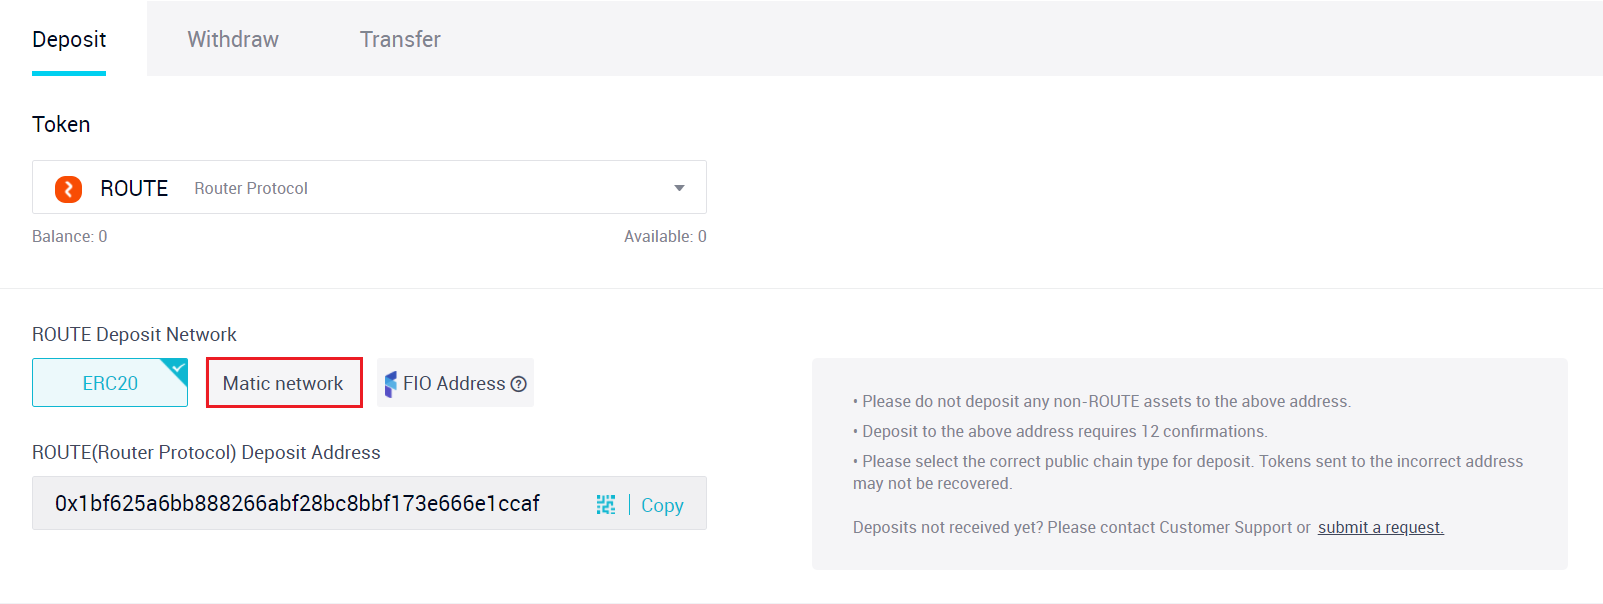 Deposit Withdraw Transfer
Token
ROUTE Router Protocol
Balance: 0 Available: 0
ROUTE Deposit Network
ERC20 Matic network FIO Address ?
ROUTE(Router Protocol) Deposit Address
0x1bf625a6bb888266abf28bc8bbf173e666e1ccaf Copy
• Please do not deposit any non-ROUTE assets to the above address.
• Deposit to the above address requires 12 confirmations.
• Please select the correct public chain type for deposit. Tokens sent to the incorrect address
may not be recovered.
Deposits not received yet? Please contact Customer Support or submit a request.